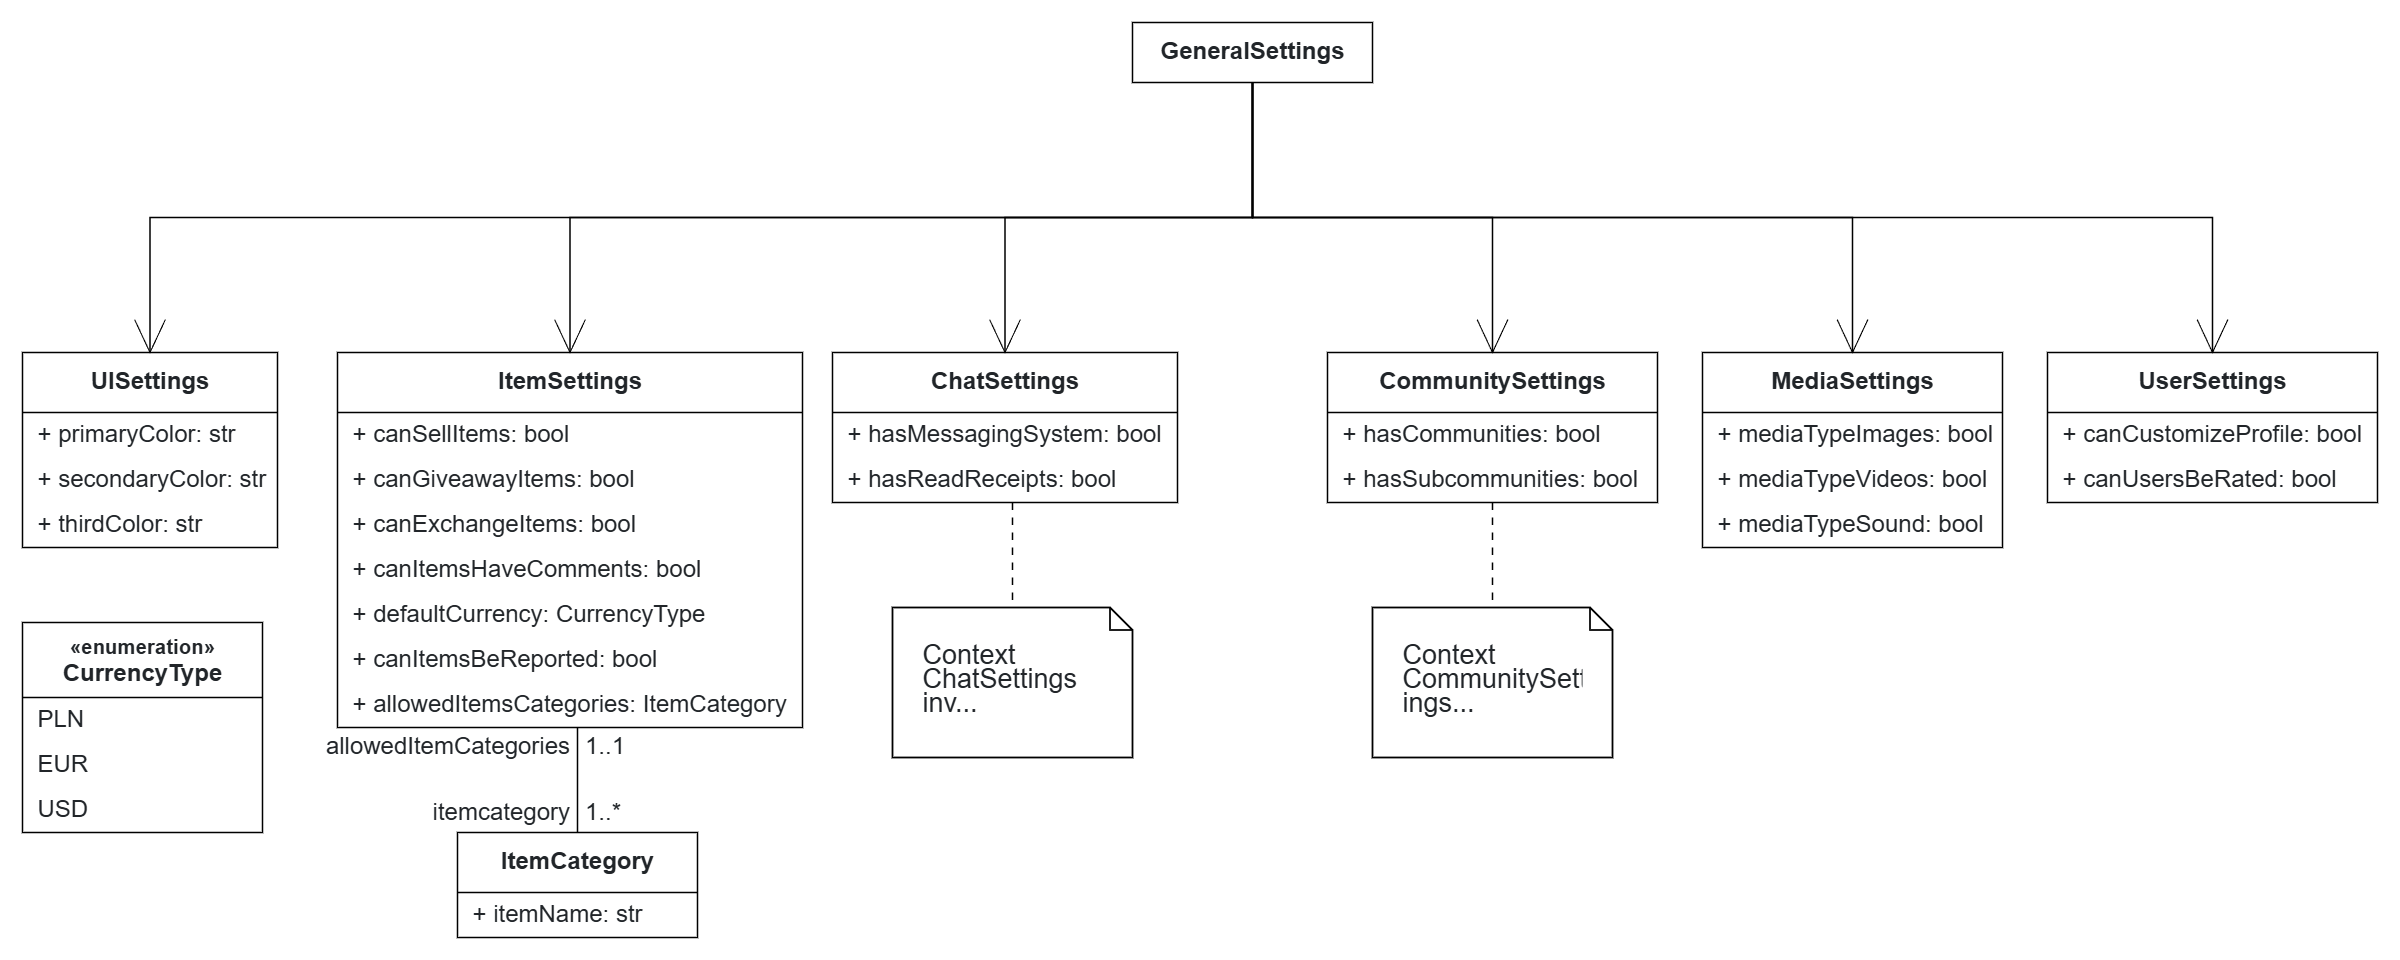 GeneralSettings
UISettings
+ primaryColor: str
+ secondaryColor: str
+ thirdColor: str
ItemSettings
+ canSellItems: bool
+ canGiveawayItems: bool
+ canExchangeItems: bool
+ canItemsHaveComments: bool
+ defaultCurrency: CurrencyType
+ canItemsBeReported: bool
+ allowedItemsCategories: ItemCategory
ChatSettings
+ hasMessagingSystem: bool
+ hasReadReceipts: bool
CommunitySettings
+ hasCommunities: bool
+ hasSubcommunities: bool
MediaSettings
+ mediaTypeImages: bool
+ mediaTypeVideos: bool
+ mediaTypeSound: bool
UserSettings
+ canCustomizeProfile: bool
+ canUsersBeRated: bool
«enumeration»
CurrencyType
PLN
EUR
USD
allowedItemCategories 1..1
itemcategory 1..*
ItemCategory
+ itemName: str
Context
ChatSettings
inv...
Context
CommunitySett
ings...